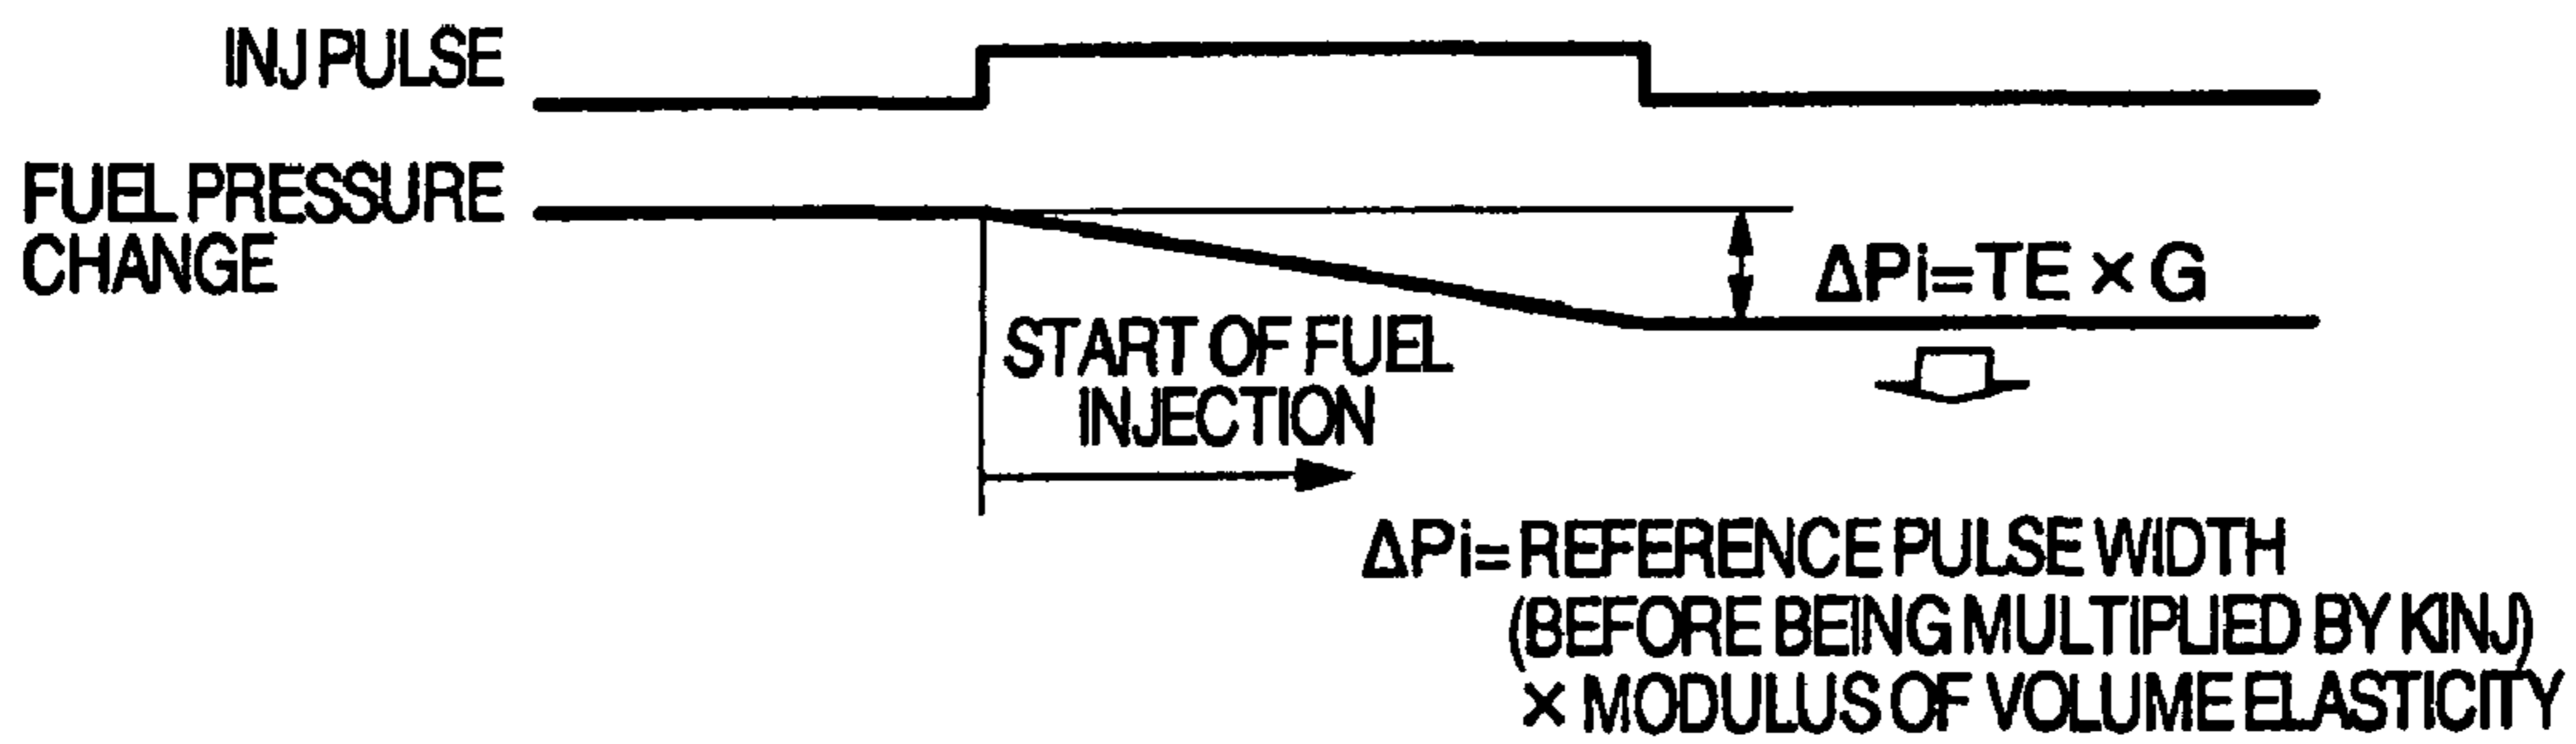 INJ PULSE
FUEL PRESSURE
CHANGE
ΔPi=TE × G
START OF FUEL
INJECTION
ΔPi= REFERENCE PULSE WIDTH
(BEFORE BEING MULTIPLIED BY KINJ)
× MODULUS OF VOLUME ELASTICITY